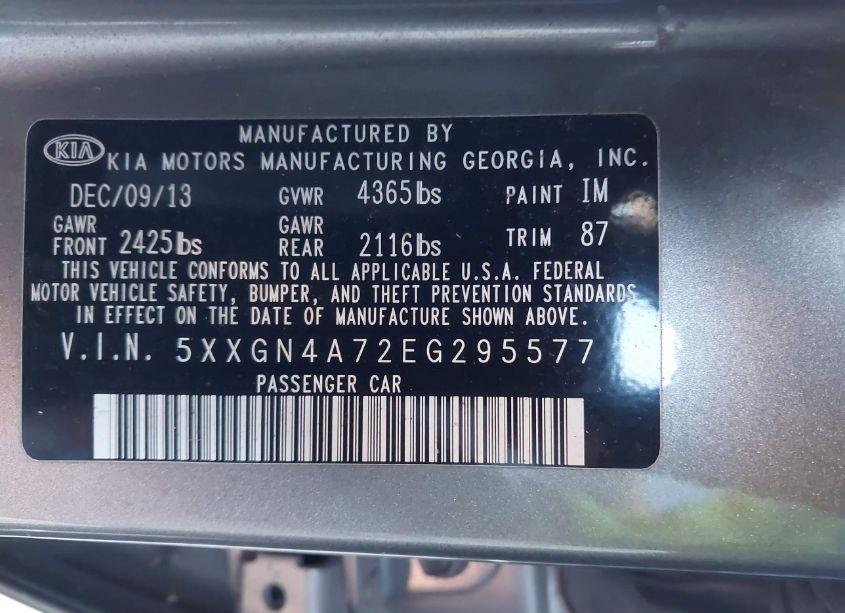 MANUFACTURED BY
KIA KIA MOTORS MANUFACTURING GEORGIA, INC.
DEC/09/13 GVWR 4365lbs PAINT IM
GAWR FRONT 2425lbs GAWR REAR 2116lbs TRIM 87
THIS VEHICLE CONFORMS TO ALL APPLICABLE U.S.A. FEDERAL
MOTOR VEHICLE SAFETY, BUMPER, AND THEFT PREVENTION STANDARDS
IN EFFECT ON THE DATE OF MANUFACTURE SHOWN ABOVE.
V.I.N. 5XXGN4A72EG295577
PASSENGER CAR